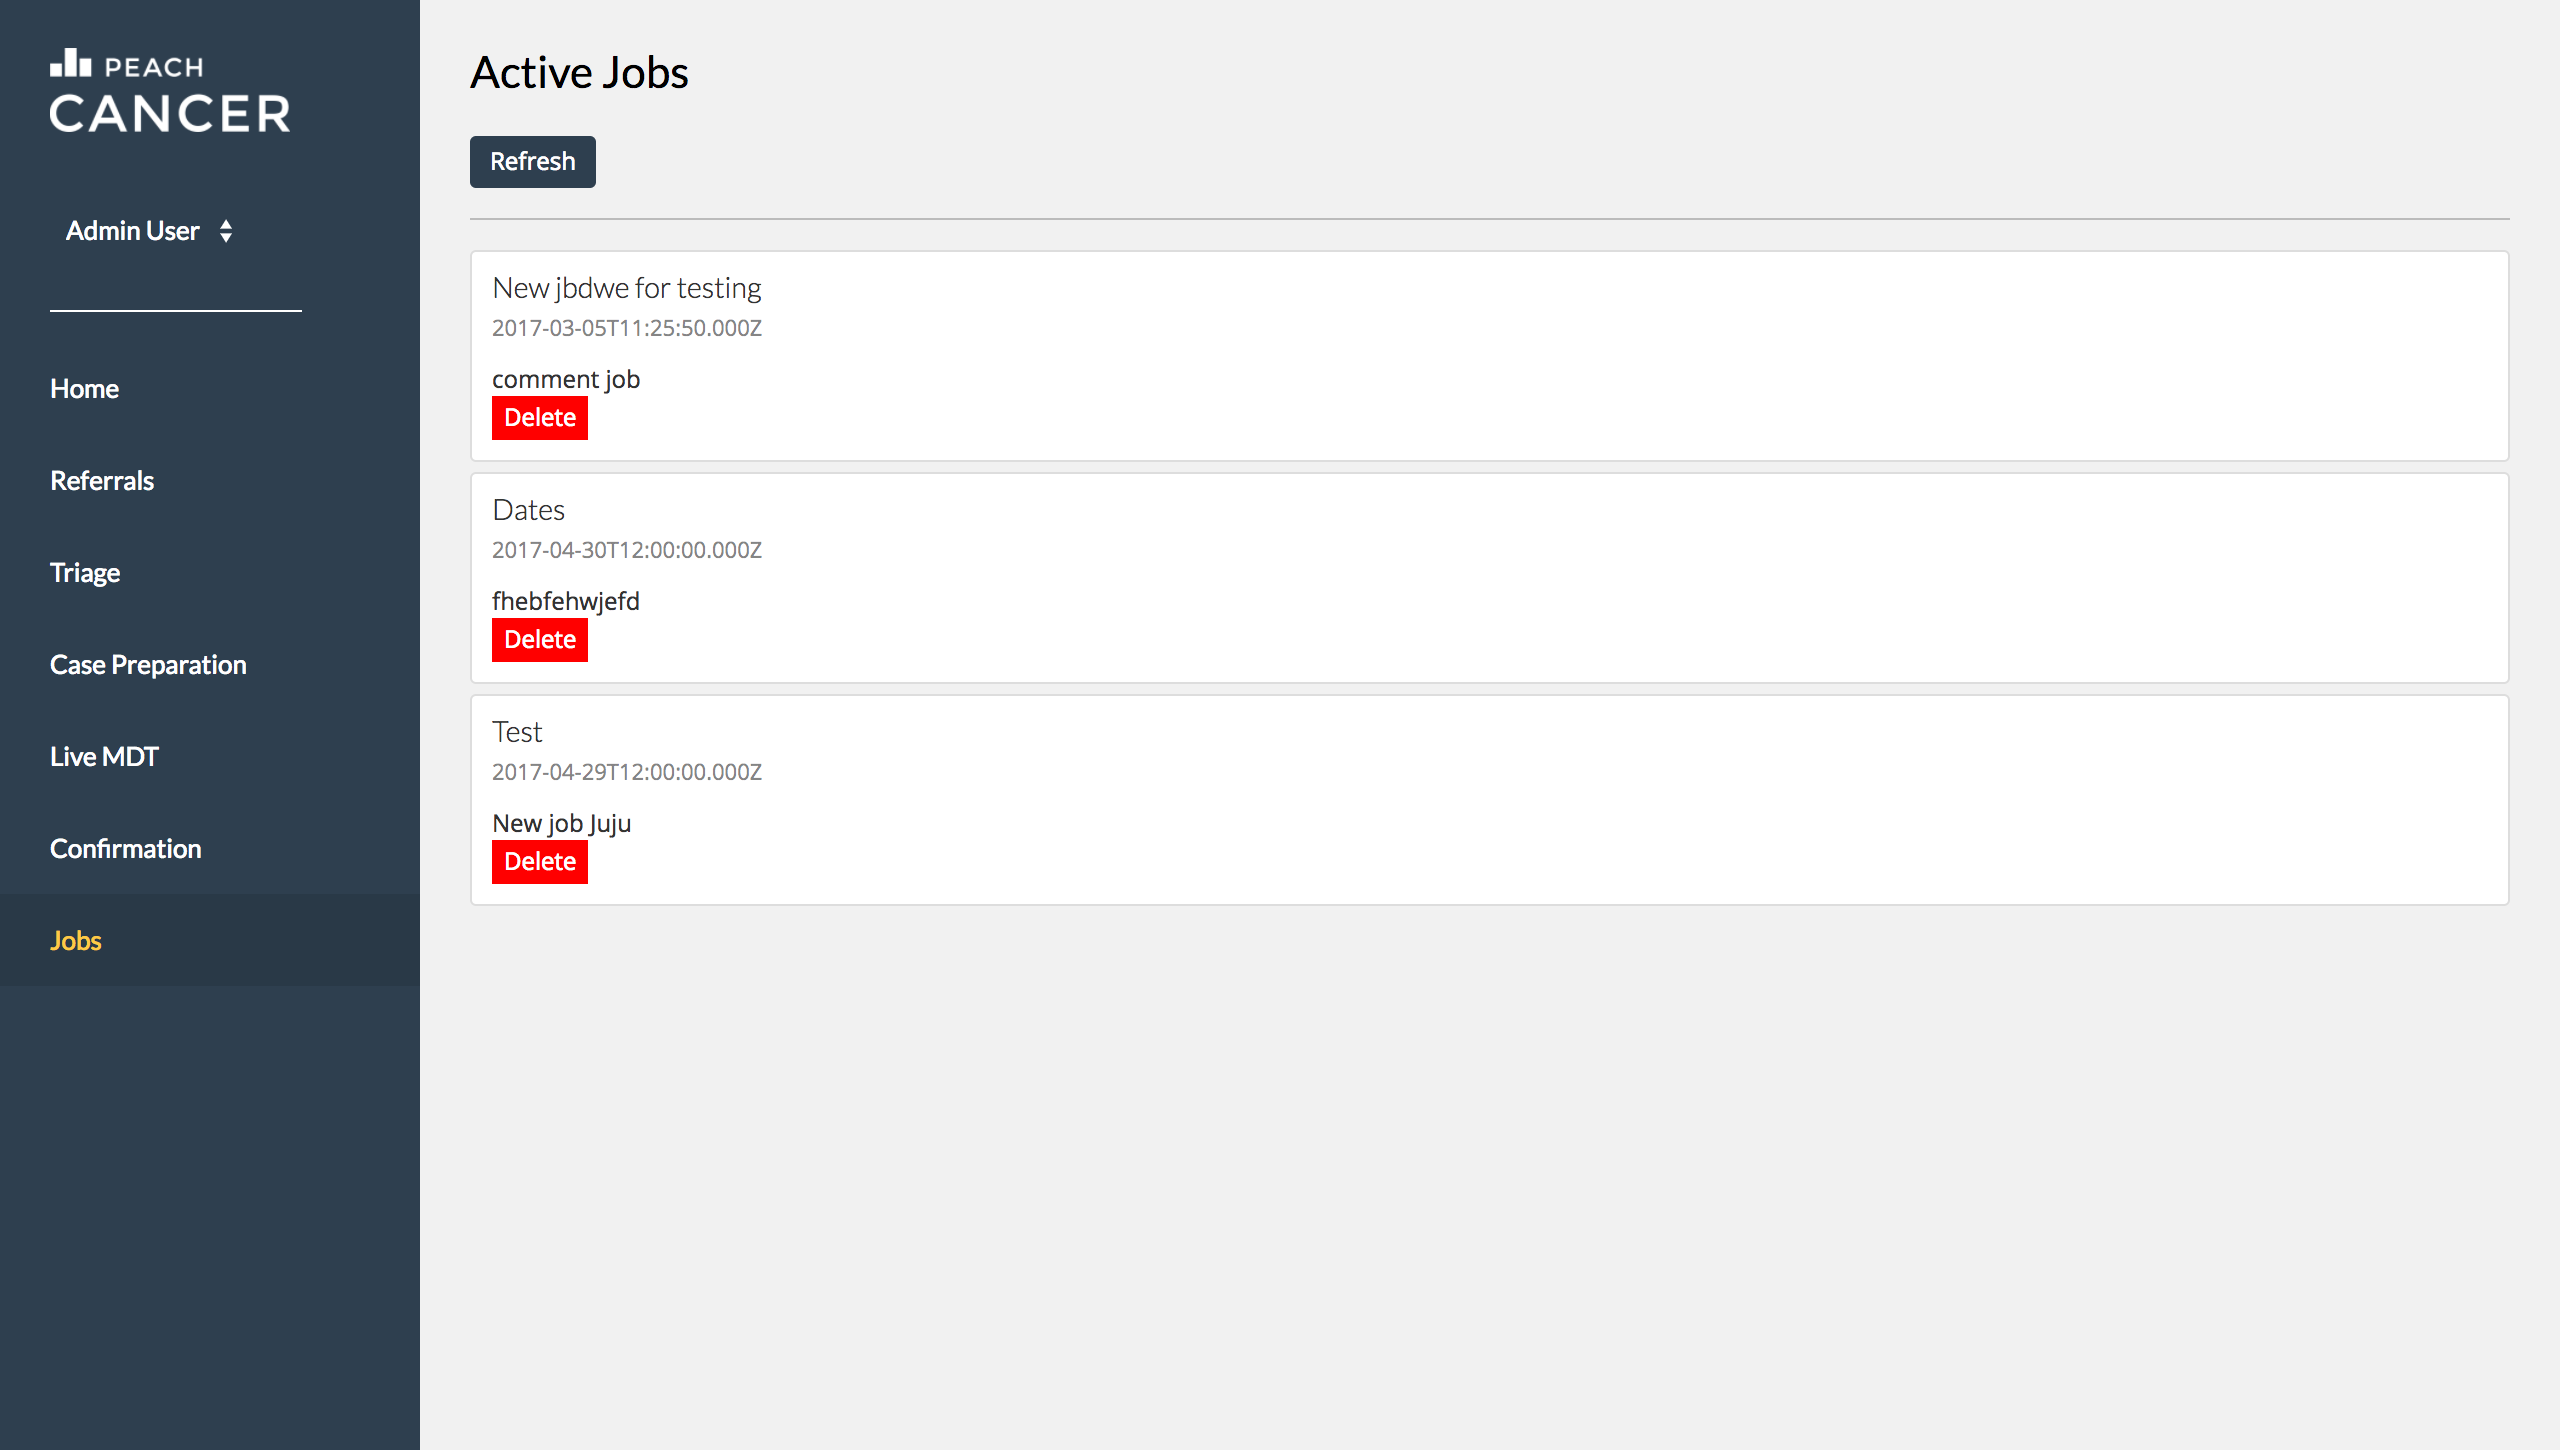 PEACH
CANCER
Admin User
Home
Referrals
Triage
Case Preparation
Live MDT
Confirmation
Jobs
Active Jobs
Refresh
New jbdwe for testing
2017-03-05T11:25:50.000Z
comment job
Delete
Dates
2017-04-30T12:00:00.000Z
fhebfehwjefd
Delete
Test
2017-04-29T12:00:00.000Z
New job Juju
Delete